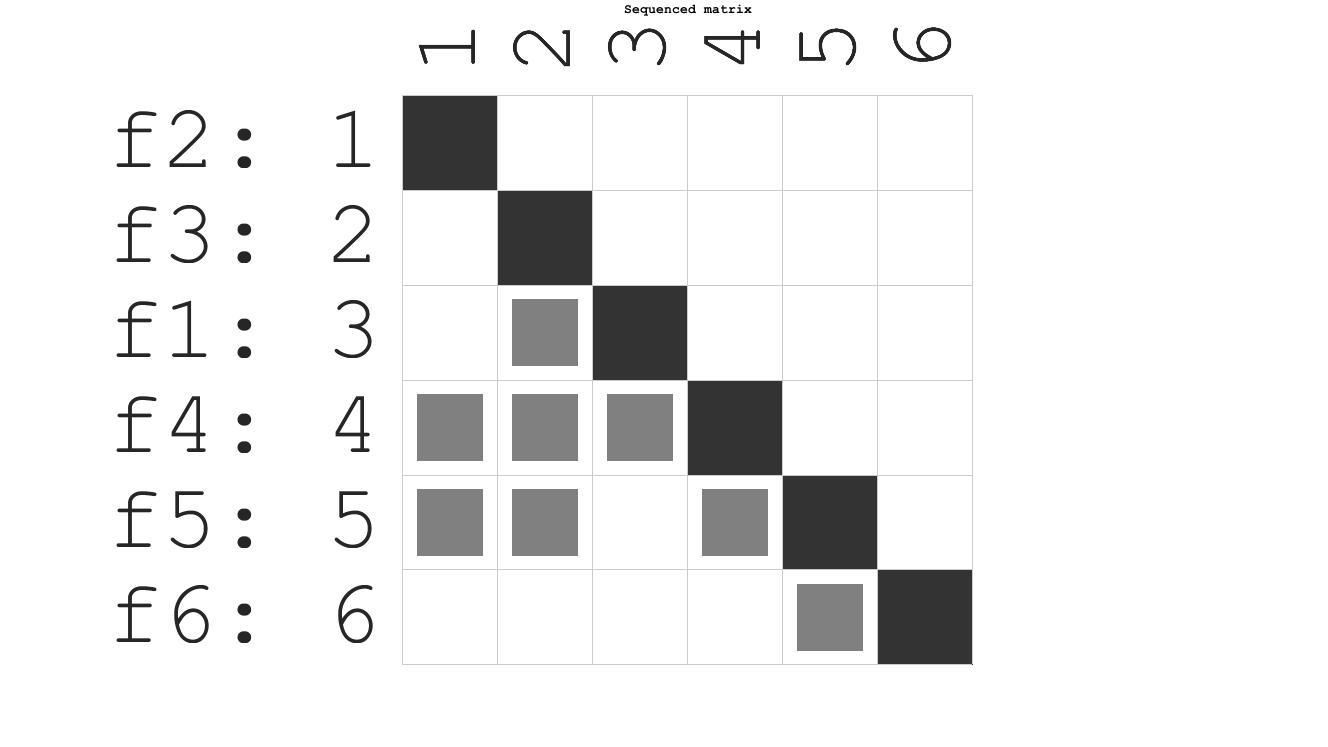 Sequenced matrix
1 2 3 4 5 6
f2: 1
f3: 2
f1: 3
f4: 4
f5: 5
f6: 6